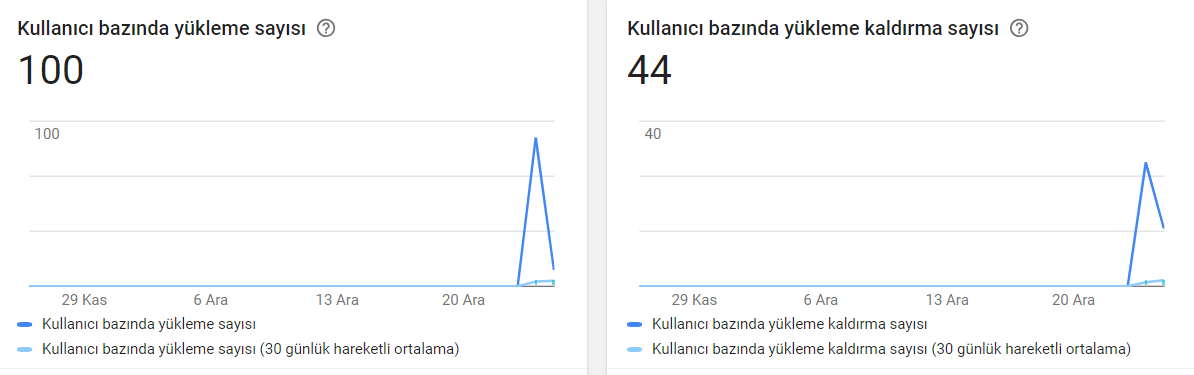 Kullanıcı bazında yükleme sayısı
100
100
29 Kas 6 Ara 13 Ara 20 Ara
Kullanıcı bazında yükleme sayısı
Kullanıcı bazında yükleme sayısı (30 günlük hareketli ortalama)
Kullanıcı bazında yükleme kaldırma sayısı
44
40
29 Kas 6 Ara 13 Ara 20 Ara
Kullanıcı bazında yükleme kaldırma sayısı
Kullanıcı bazında yükleme kaldırma sayısı (30 günlük hareketli ortalama)